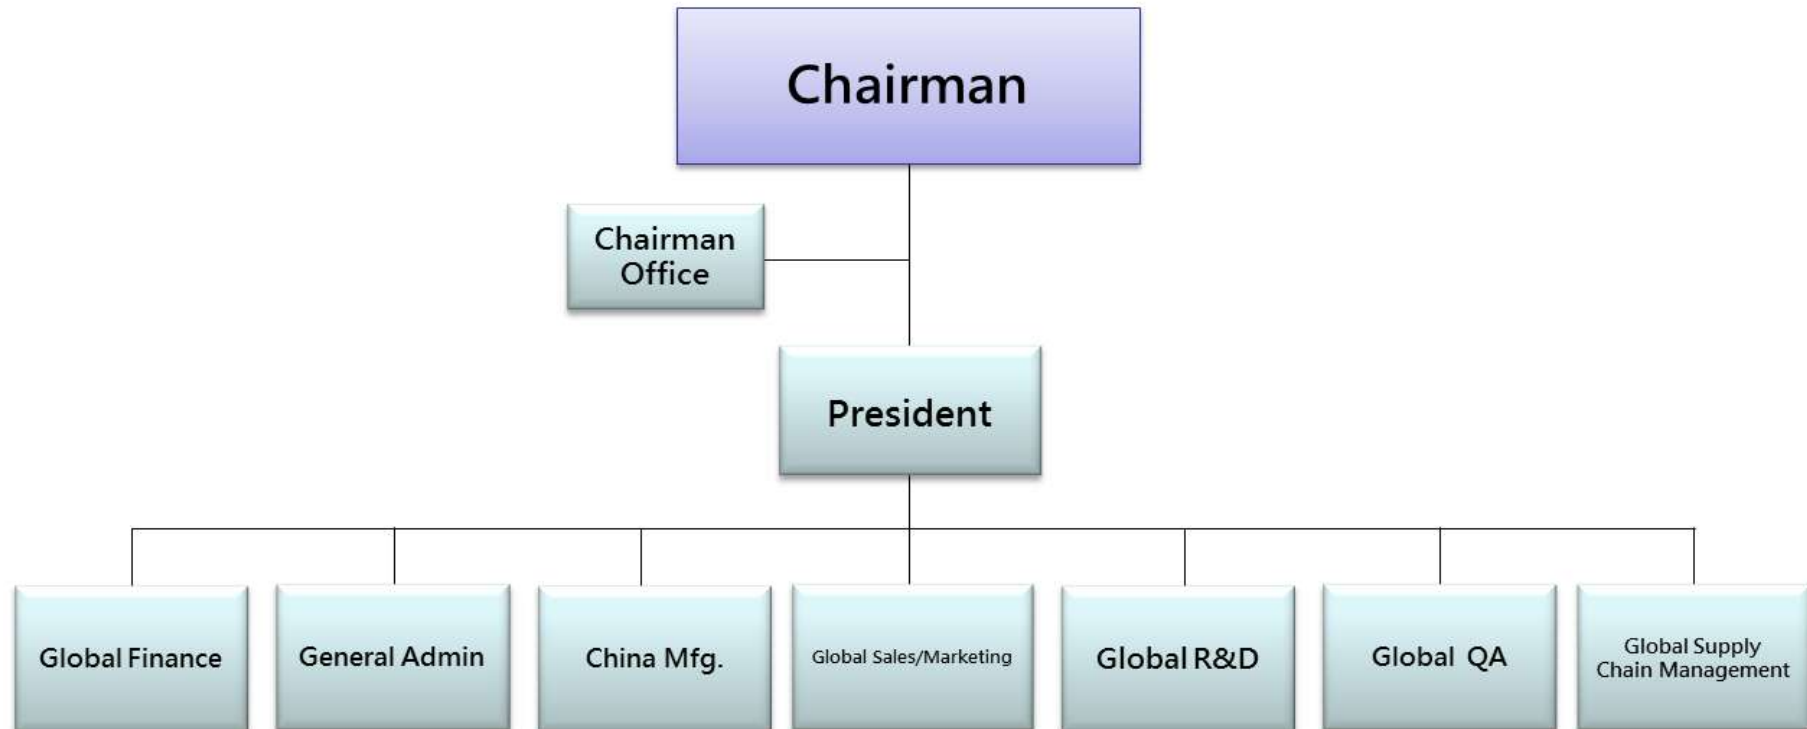 Chairman
Chairman
Office
President
Global Finance
General Admin
China Mfg.
Global Sales/Marketing
Global R&D
Global QA
Global Supply
Chain Management